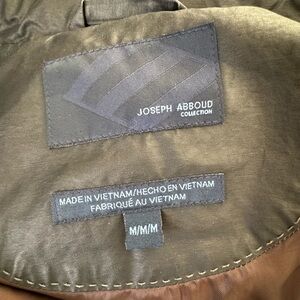 JOSEPH ABBOUD
COLLECTION
MADE IN VIETNAM/HECHO EN VIETNAM
FABRIQUÉ AU VIETNAM
M/M/M